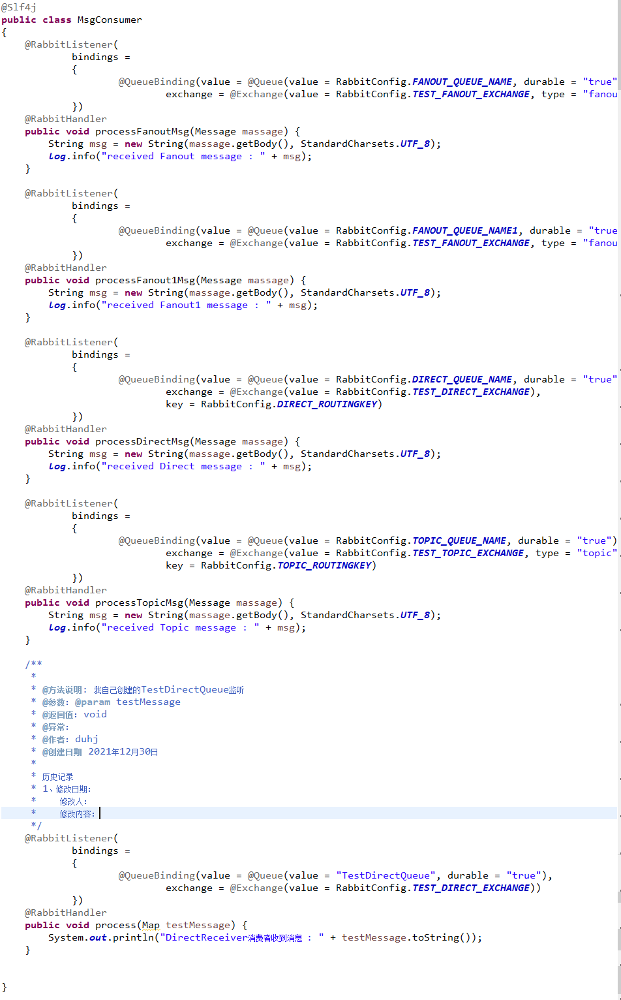 @Slf4j
public class MsgConsumer
{
    @RabbitListener(
            bindings =
            {
                    @QueueBinding(value = @Queue(value = RabbitConfig.FANOUT_QUEUE_NAME, durable = "true"
                            exchange = @Exchange(value = RabbitConfig.TEST_FANOUT_EXCHANGE, type = "fanou
            })
    @RabbitHandler
    public void processFanoutMsg(Message massage) {
        String msg = new String(massage.getBody(), StandardCharsets.UTF_8);
        log.info("received Fanout message : " + msg);
    }

    @RabbitListener(
            bindings =
            {
                    @QueueBinding(value = @Queue(value = RabbitConfig.FANOUT_QUEUE_NAME1, durable = "true
                            exchange = @Exchange(value = RabbitConfig.TEST_FANOUT_EXCHANGE, type = "fanou
            })
    @RabbitHandler
    public void processFanout1Msg(Message massage) {
        String msg = new String(massage.getBody(), StandardCharsets.UTF_8);
        log.info("received Fanout1 message : " + msg);
    }

    @RabbitListener(
            bindings =
            {
                    @QueueBinding(value = @Queue(value = RabbitConfig.DIRECT_QUEUE_NAME, durable = "true"
                            exchange = @Exchange(value = RabbitConfig.TEST_DIRECT_EXCHANGE),
                            key = RabbitConfig.DIRECT_ROUTINGKEY)
            })
    @RabbitHandler
    public void processDirectMsg(Message massage) {
        String msg = new String(massage.getBody(), StandardCharsets.UTF_8);
        log.info("received Direct message : " + msg);
    }

    @RabbitListener(
            bindings =
            {
                    @QueueBinding(value = @Queue(value = RabbitConfig.TOPIC_QUEUE_NAME, durable = "true")
                            exchange = @Exchange(value = RabbitConfig.TEST_TOPIC_EXCHANGE, type = "topic"
                            key = RabbitConfig.TOPIC_ROUTINGKEY)
            })
    @RabbitHandler
    public void processTopicMsg(Message massage) {
        String msg = new String(massage.getBody(), StandardCharsets.UTF_8);
        log.info("received Topic message : " + msg);
    }

    /**
     *
     * @方法说明: 我自己创建的TestDirectQueue监听
     * @参数: @param testMessage
     * @返回值: void
     * @异常:
     * @作者: duhj
     * @创建日期 2021年12月30日
     *
     * 历史记录
     * 1、修改日期:
     *    修改人:
     *    修改内容:
     */
    @RabbitListener(
            bindings =
            {
                    @QueueBinding(value = @Queue(value = "TestDirectQueue", durable = "true"),
                            exchange = @Exchange(value = RabbitConfig.TEST_DIRECT_EXCHANGE))
            })
    @RabbitHandler
    public void process(Map testMessage) {
        System.out.println("DirectReceiver消费者收到消息 : " + testMessage.toString());
    }


}